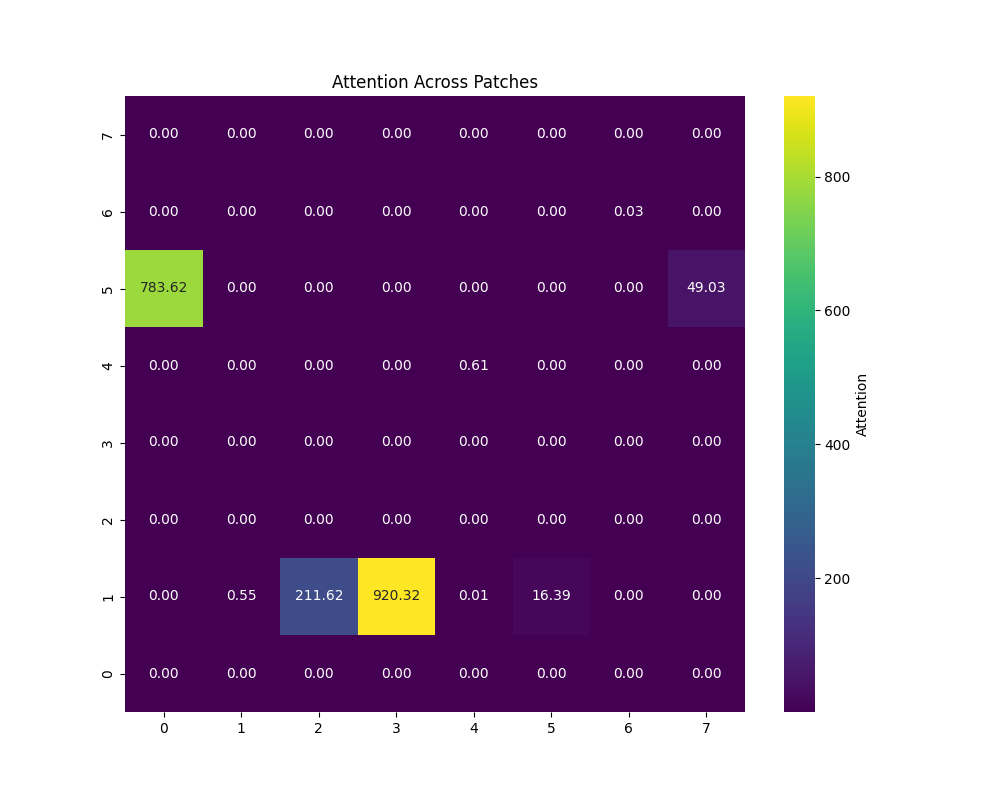 Attention Across Patches
7 0.00 0.00 0.00 0.00 0.00 0.00 0.00 0.00
6 0.00 0.00 0.00 0.00 0.00 0.00 0.03 0.00
5 783.62 0.00 0.00 0.00 0.00 0.00 0.00 49.03
4 0.00 0.00 0.00 0.00 0.61 0.00 0.00 0.00
3 0.00 0.00 0.00 0.00 0.00 0.00 0.00 0.00
2 0.00 0.00 0.00 0.00 0.00 0.00 0.00 0.00
1 0.00 0.55 211.62 920.32 0.01 16.39 0.00 0.00
0 0.00 0.00 0.00 0.00 0.00 0.00 0.00 0.00
0 1 2 3 4 5 6 7
800
600
400
200
Attention